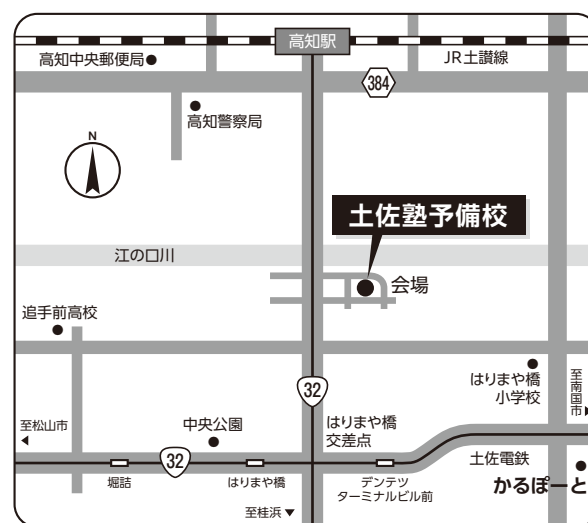 高知駅
高知中央郵便局
JR土讃線
384
高知警察局
N
土佐塾予備校
江の口川
会場
追手前高校
はりまや橋
小学校
至南国市
32
至松山市
中央公園
はりまや橋
交差点
32
土佐電鉄
かるぽーと
堀詰
はりまや橋
デンテツ
ターミナルビル前
至桂浜